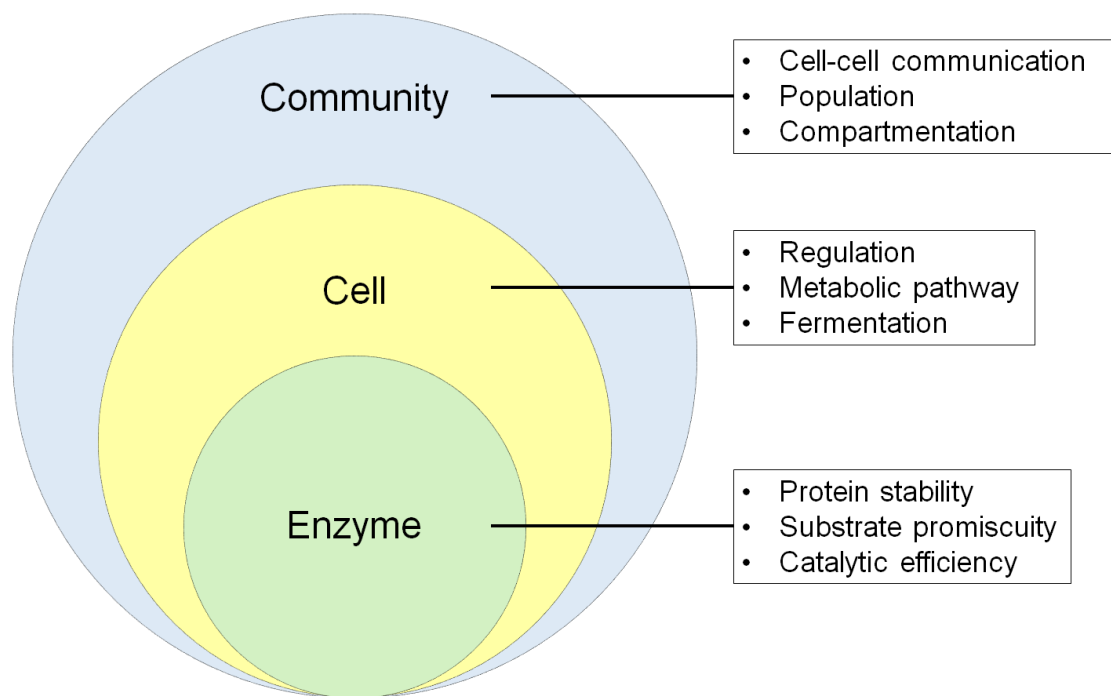 Community
• Cell-cell communication
• Population
• Compartmentation
Cell
• Regulation
• Metabolic pathway
• Fermentation
Enzyme
• Protein stability
• Substrate promiscuity
• Catalytic efficiency